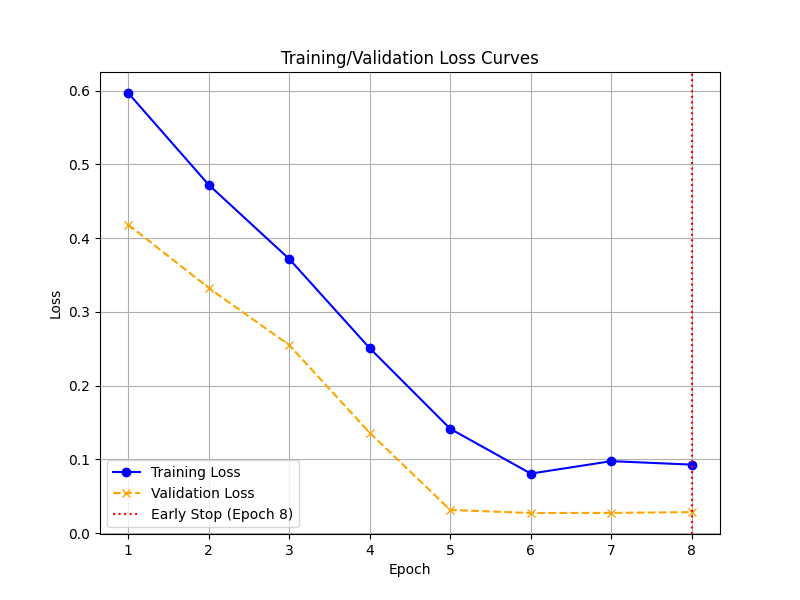 Training/Validation Loss Curves
0.6
0.5
0.4
0.3
0.2
0.1
0.0
Loss
Training Loss
Validation Loss
Early Stop (Epoch 8)
1 2 3 4 5 6 7 8
Epoch